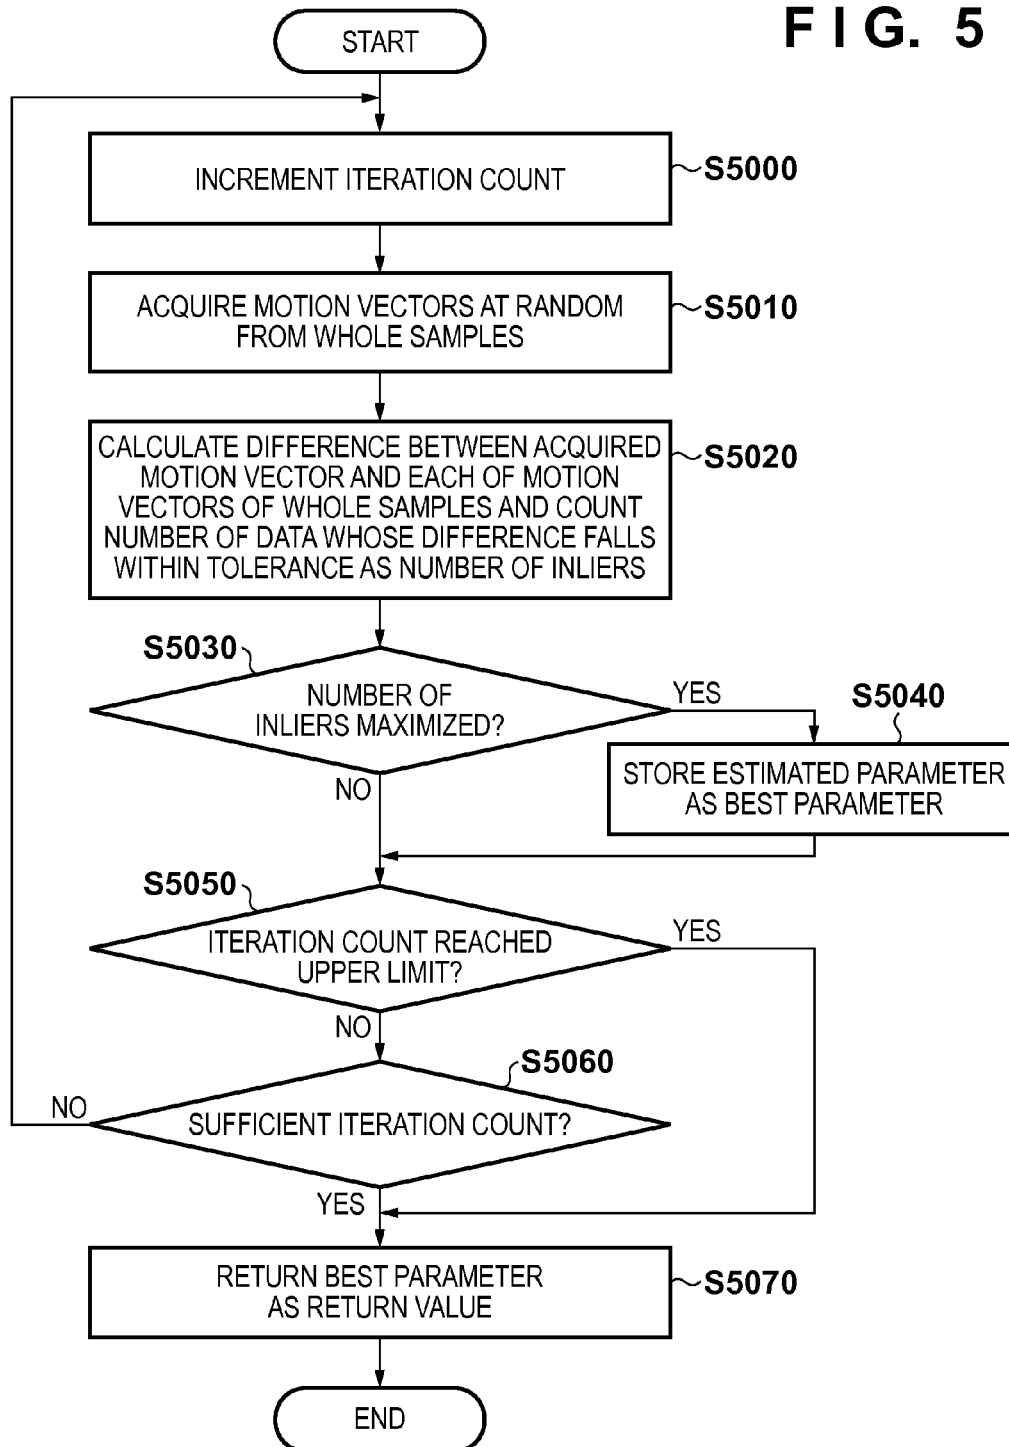 FIG. 5
START
INCREMENT ITERATION COUNT
S5000
ACQUIRE MOTION VECTORS AT RANDOM
FROM WHOLE SAMPLES
S5010
CALCULATE DIFFERENCE BETWEEN ACQUIRED
MOTION VECTOR AND EACH OF MOTION
VECTORS OF WHOLE SAMPLES AND COUNT
NUMBER OF DATA WHOSE DIFFERENCE FALLS
WITHIN TOLERANCE AS NUMBER OF INLIERS
S5020
S5030
NUMBER OF
INLIERS MAXIMIZED?
YES
NO
S5040
STORE ESTIMATED PARAMETER
AS BEST PARAMETER
S5050
ITERATION COUNT REACHED
UPPER LIMIT?
YES
NO
S5060
SUFFICIENT ITERATION COUNT?
NO
YES
RETURN BEST PARAMETER
AS RETURN VALUE
S5070
END